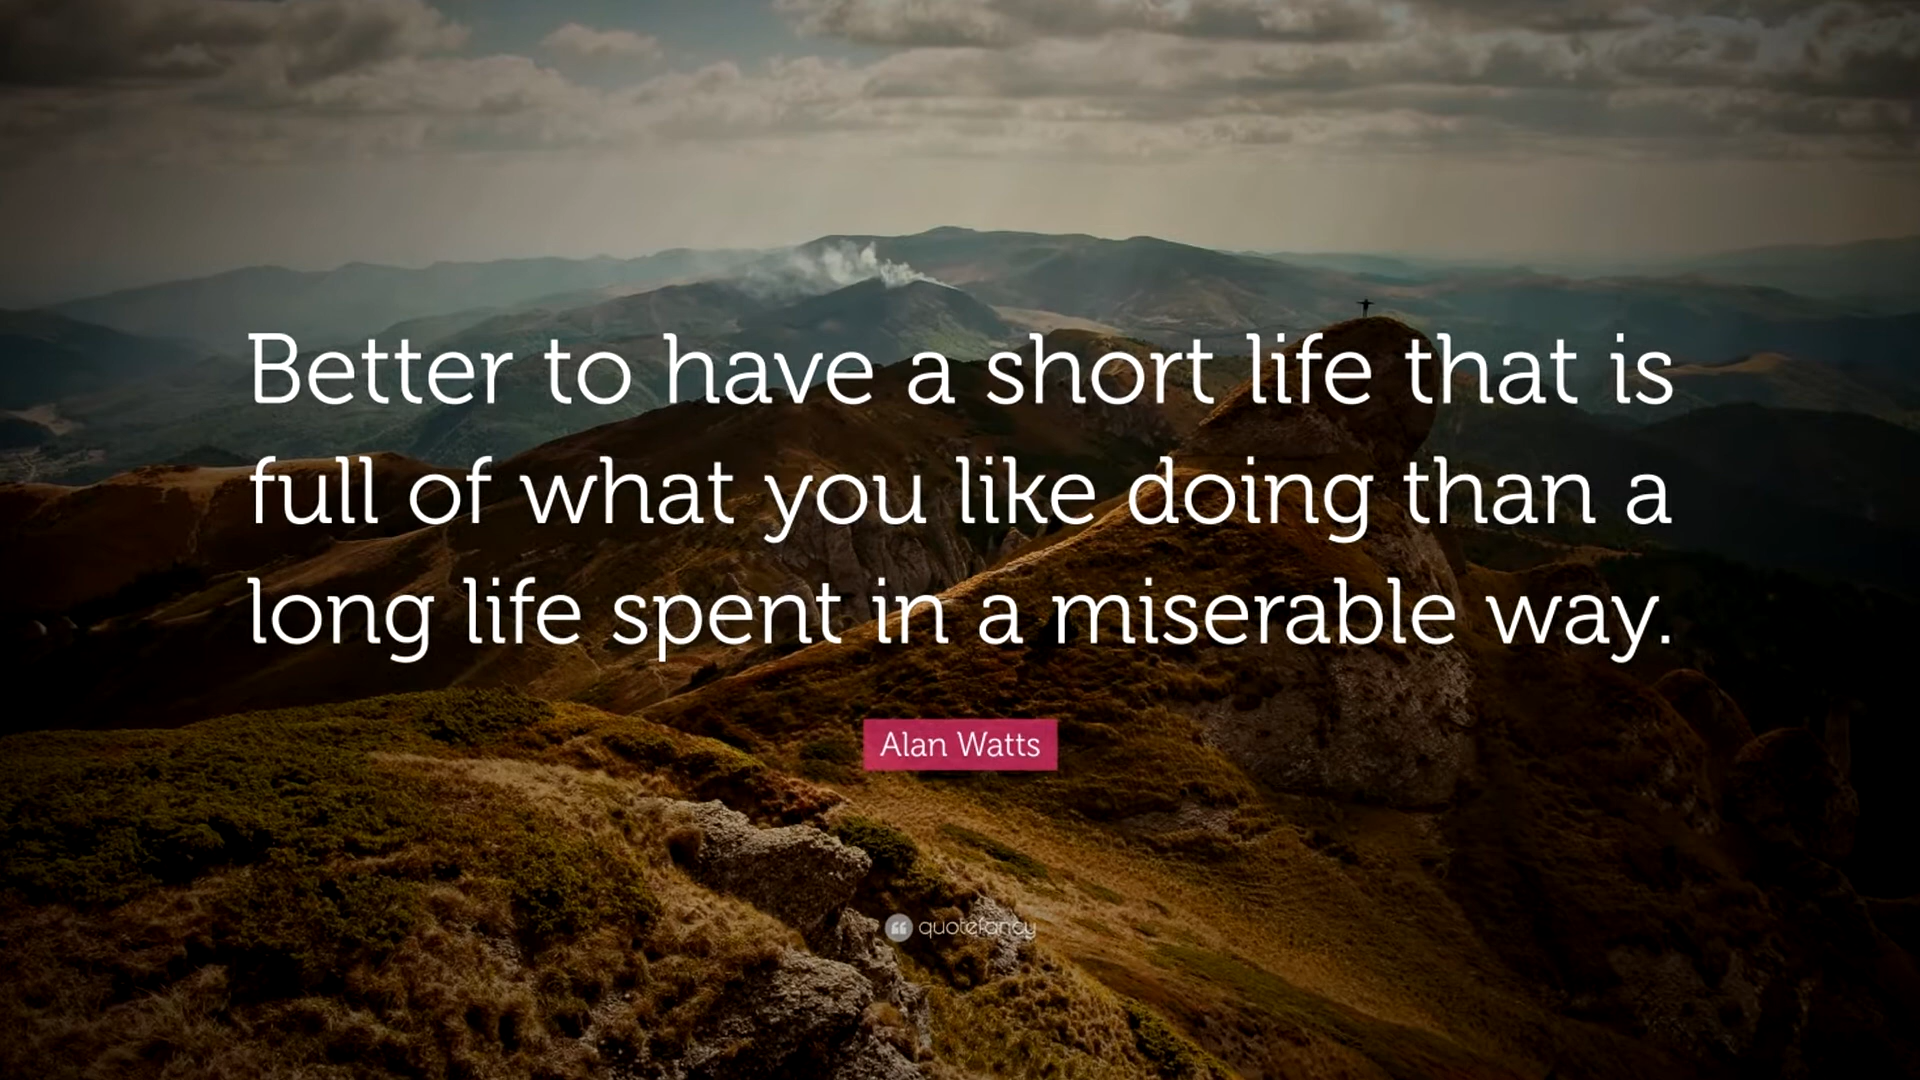 Better to have a short life that is
full of what you like doing than a
long life spent in a miserable way.
Alan Watts
quotefancy